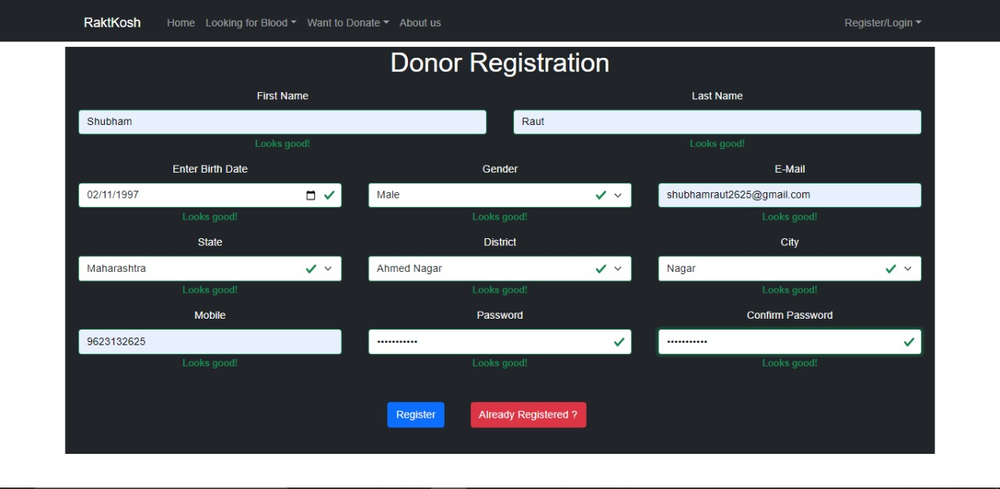 RaktKosh Home Looking for Blood Want to Donate About us Register/Login
Donor Registration
First Name Last Name
Shubham Raut
Looks good! Looks good!
Enter Birth Date Gender E-Mail
02/11/1997 Male shubhamraut2625@gmail.com
Looks good! Looks good! Looks good!
State District City
Maharashtra Ahmed Nagar Nagar
Looks good! Looks good! Looks good!
Mobile Password Confirm Password
9623132625 ••••••••••• •••••••••••
Looks good! Looks good! Looks good!
Register Already Registered ?